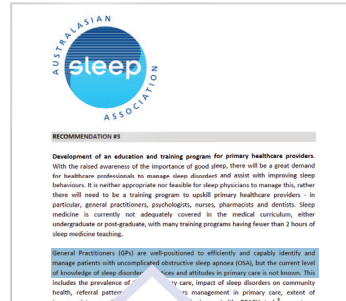 AUSTRALASIAN
sleep
ASSOCIATION
RECOMMENDATION #3
Development of an education and training program for primary healthcare providers.
With the raised awareness of the importance of good sleep, there will be a great demand
for healthcare professionals to manage sleep disorders and assist with improving sleep
behaviours. It is neither appropriate nor feasible for sleep physicians to manage this, rather
there will need to be a training program to upskill primary healthcare providers - in
particular, general practitioners, psychologists, nurses, pharmacists and dentists. Sleep
medicine is currently not adequately covered in the medical curriculum, either
undergraduate or post-graduate, with many training programs having fewer than 2 hours of
sleep medicine teaching.
General Practitioners (GPs) are well-positioned to efficiently and capably identify and
manage patients with uncomplicated obstructive sleep apnoea (OSA), but the current level
of knowledge of sleep disorder ices and attitudes in primary care is not known. This
includes the prevalence of ry care, impact of sleep disorders on community
health, referral patter rs management in primary care, extent of